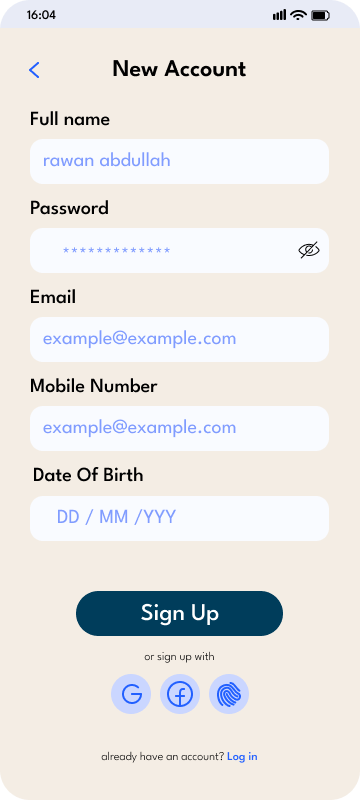 16:04
New Account
Full name
rawan abdullah
Password
*************
Email
example@example.com
Mobile Number
example@example.com
Date Of Birth
DD / MM /YYY
Sign Up
or sign up with
already have an account? Log in